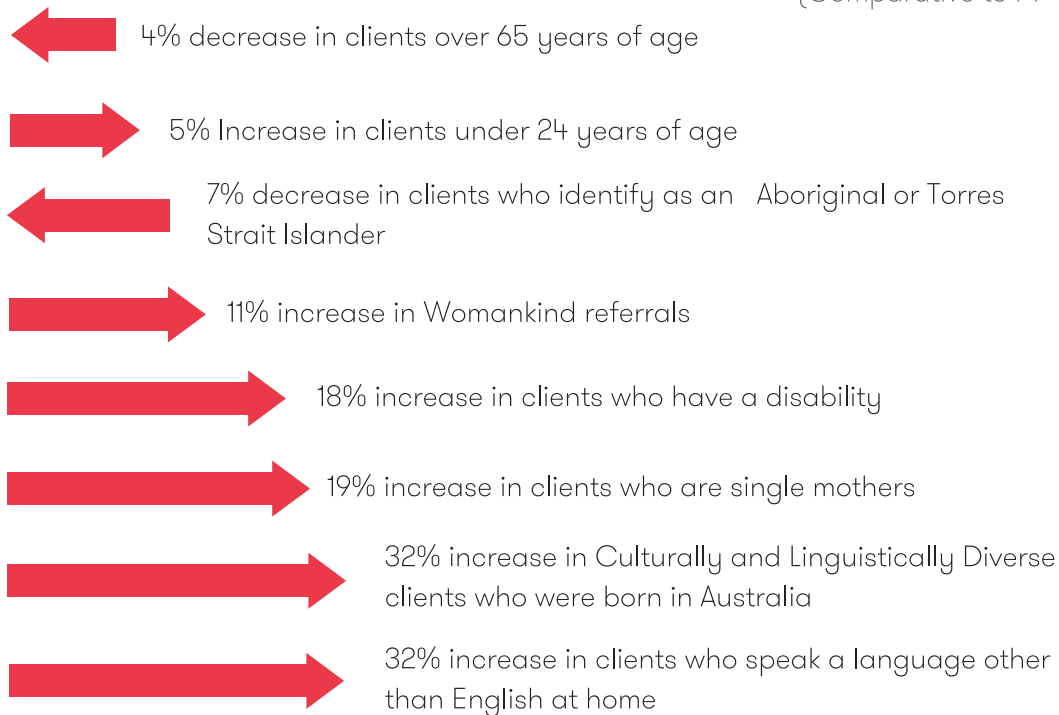 (Comparative to
4% decrease in clients over 65 years of age
5% Increase in clients under 24 years of age
7% decrease in clients who identify as an Aboriginal or Torres
Strait Islander
11% increase in Womankind referrals
18% increase in clients who have a disability
19% increase in clients who are single mothers
32% increase in Culturally and Linguistically Diverse
clients who were born in Australia
32% increase in clients who speak a language other
than English at home